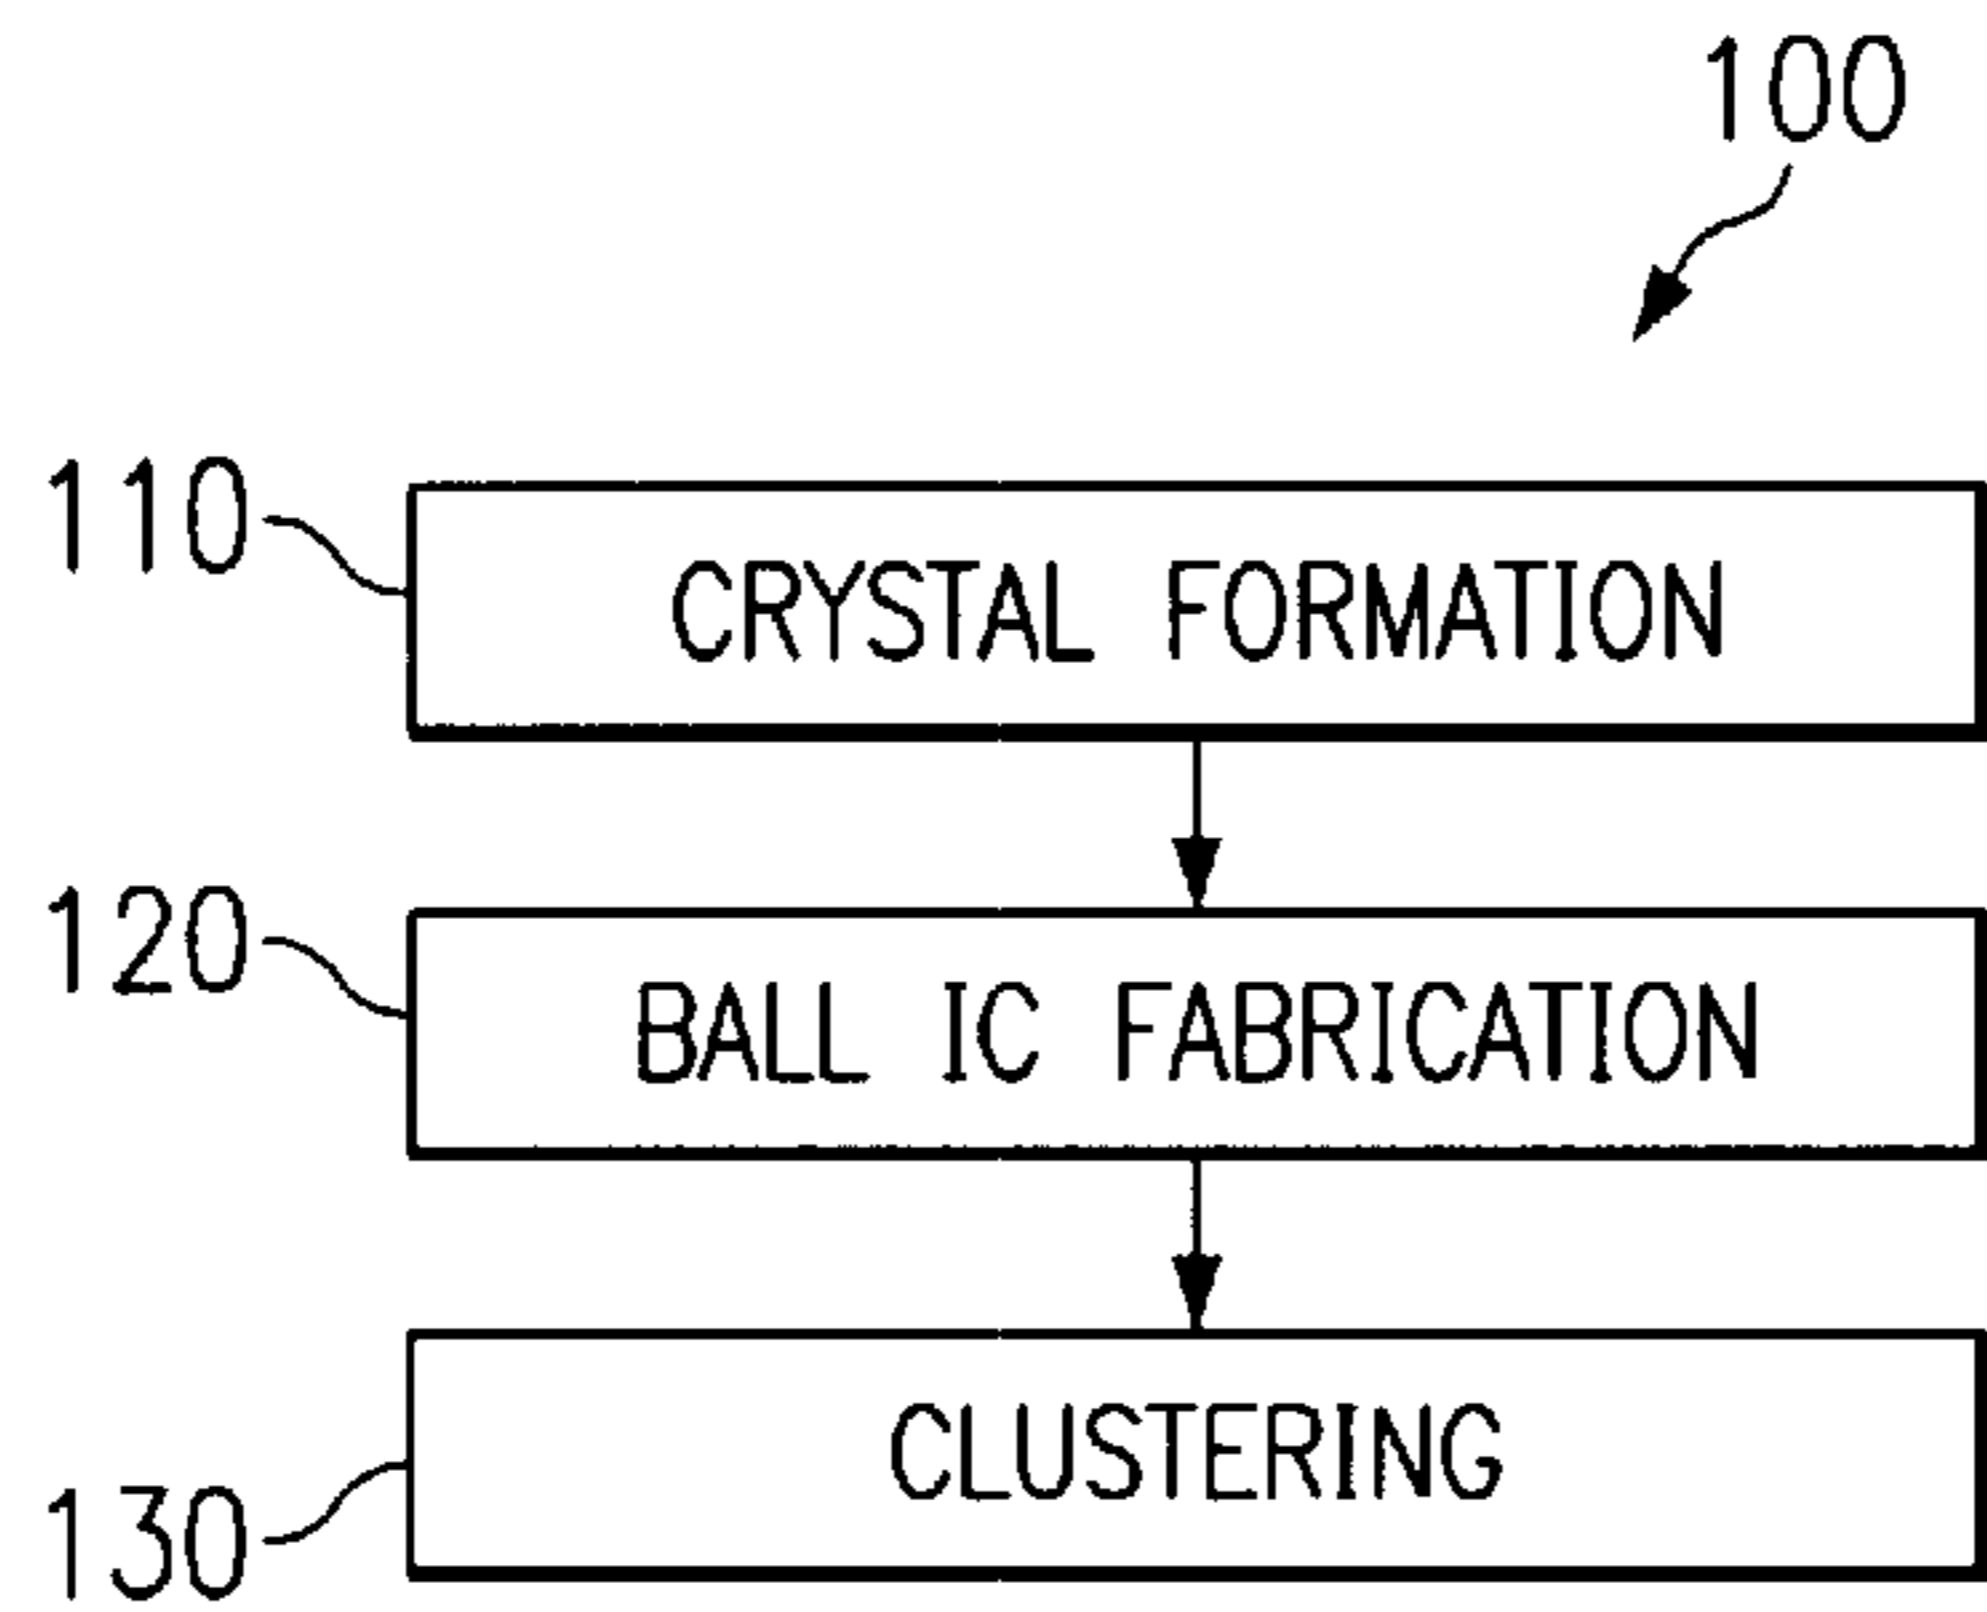 100
110
CRYSTAL FORMATION
120
BALL IC FABRICATION
CLUSTERING
130